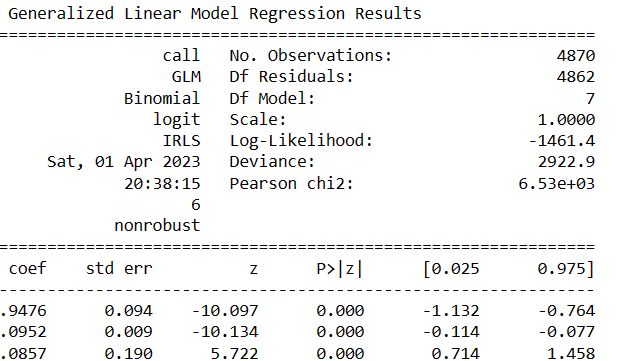 Generalized Linear Model Regression Results
==============================================================
call No. Observations: 4870
GLM Df Residuals: 4862
Binomial Df Model: 7
logit Scale: 1.0000
IRLS Log-Likelihood: -1461.4
Sat, 01 Apr 2023 Deviance: 2922.9
20:38:15 Pearson chi2: 6.53e+03
6
nonrobust
==============================================================
coef std err z P>|z| [0.025 0.975]
--------------------------------------------------------------
.9476 0.094 -10.097 0.000 -1.132 -0.764
.0952 0.009 -10.134 0.000 -0.114 -0.077
.0857 0.190 5.722 0.000 0.714 1.458